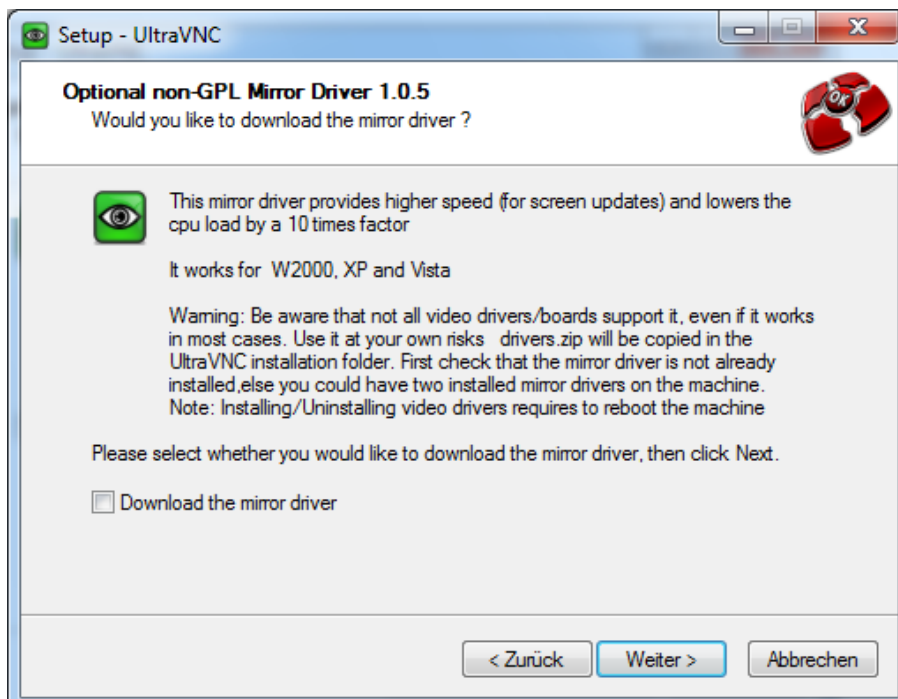 Setup - UltraVNC
Optional non-GPL Mirror Driver 1.0.5
Would you like to download the mirror driver ?
OK
This mirror driver provides higher speed (for screen updates) and lowers the
cpu load by a 10 times factor
It works for W2000, XP and Vista
Warning: Be aware that not all video drivers/boards support it, even if it works
in most cases. Use it at your own risks drivers.zip will be copied in the
UltraVNC installation folder. First check that the mirror driver is not already
installed,else you could have two installed mirror drivers on the machine.
Note: Installing/Uninstalling video drivers requires to reboot the machine
Please select whether you would like to download the mirror driver, then click Next.
Download the mirror driver
< Zurück
Weiter >
Abbrechen